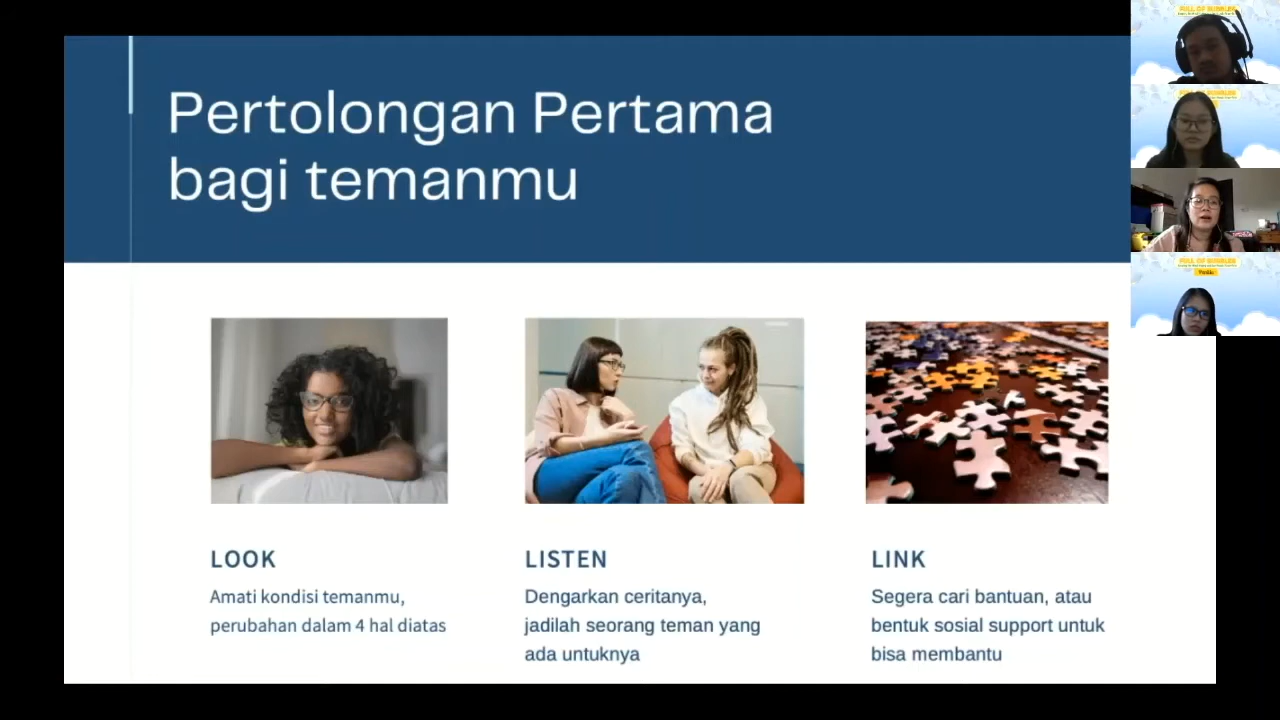 Pertolongan Pertama
bagi temanmu
LOOK
Amati kondisi temanmu,
perubahan dalam 4 hal diatas
LISTEN
Dengarkan ceritanya,
jadilah seorang teman yang
ada untuknya
LINK
Segera cari bantuan, atau
bentuk sosial support untuk
bisa membantu